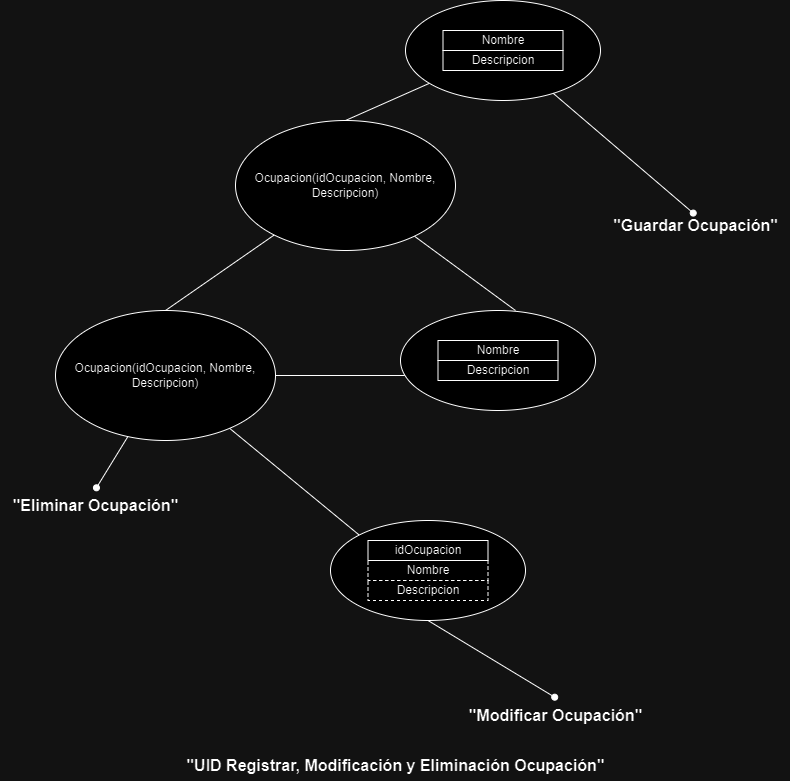 Nombre
Descripcion
Ocupacion(idOcupacion, Nombre,
Descripcion)
"Guardar Ocupación"
Ocupacion(idOcupacion, Nombre,
Descripcion)
Nombre
Descripcion
"Eliminar Ocupación"
idOcupacion
Nombre
Descripcion
"Modificar Ocupación"
"UID Registrar, Modificación y Eliminación Ocupación"